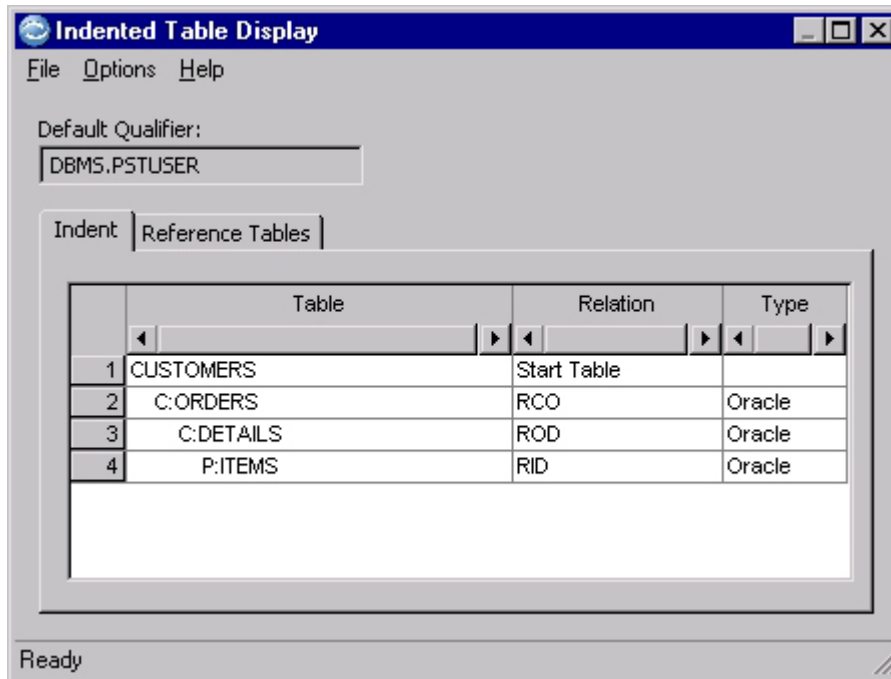 Indented Table Display
File Options Help
Default Qualifier:
DBMS.PSTUSER
Indent Reference Tables
Table Relation Type
1 CUSTOMERS Start Table
2 C:ORDERS RCO Oracle
3 C:DETAILS ROD Oracle
4 P:ITEMS RID Oracle
Ready